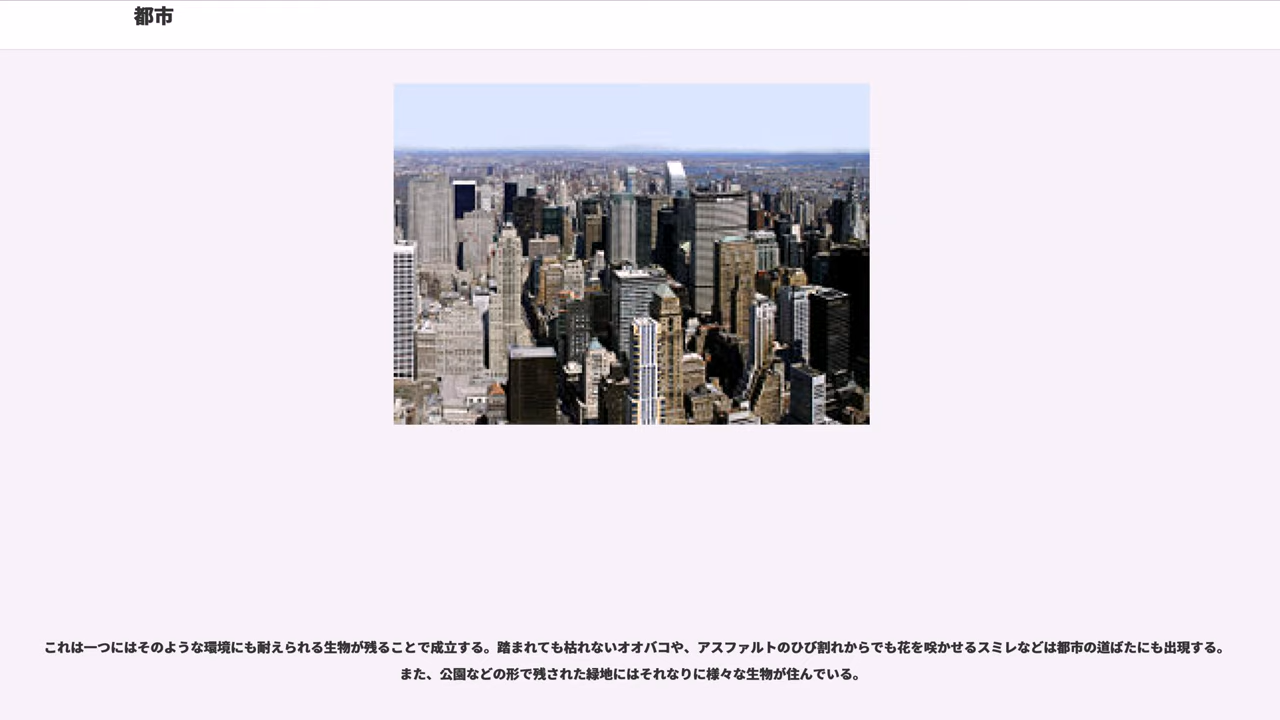 都市
これは一つにはそのような環境にも耐えられる生物が残ることで成立する。踏まれても枯れないオオバコや、アスファルトのひび割れからでも花を咲かせるスミレなどは都市の道ばたにも出現する。
また、公園などの形で残された緑地にはそれなりに様々な生物が住んでいる。